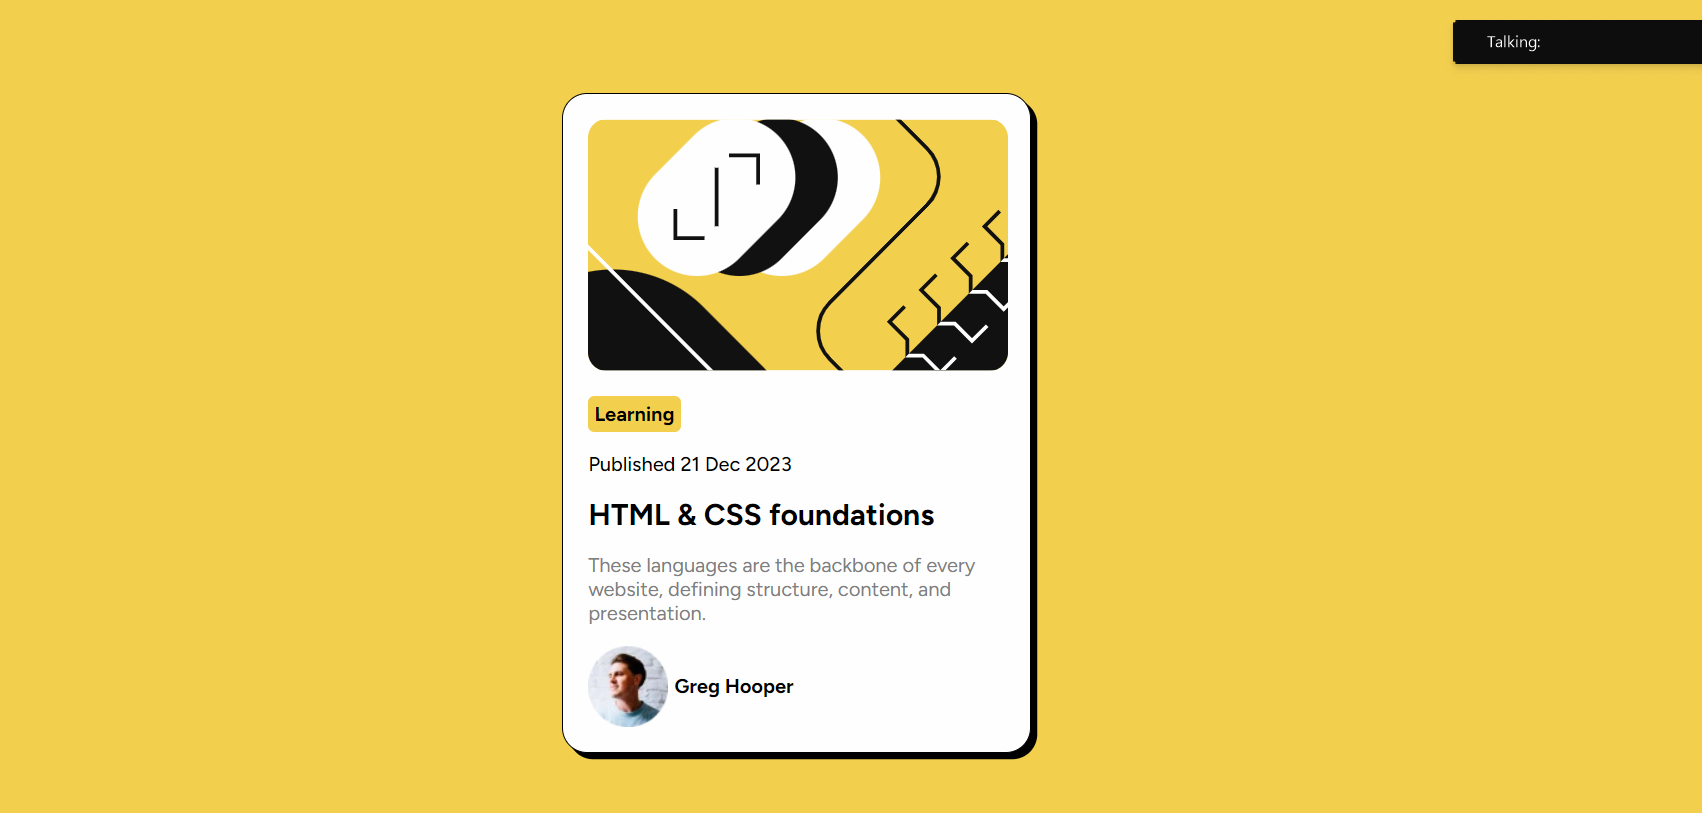 Talking:
Learning
Published 21 Dec 2023
HTML & CSS foundations
These languages are the backbone of every
website, defining structure, content, and
presentation.
Greg Hooper